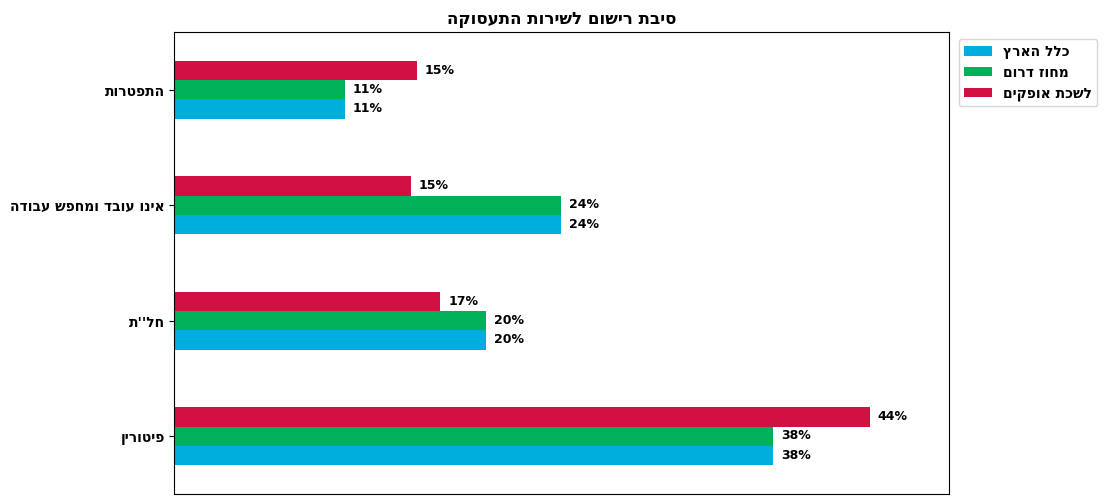 סיבת רישום לשירות התעסוקה
כלל הארץ
מחוז דרום
לשכת אופקים
התפטרות
15%
11%
11%
אינו עובד ומחפש עבודה
15%
24%
24%
חל''ת
17%
20%
20%
פיטורין
44%
38%
38%